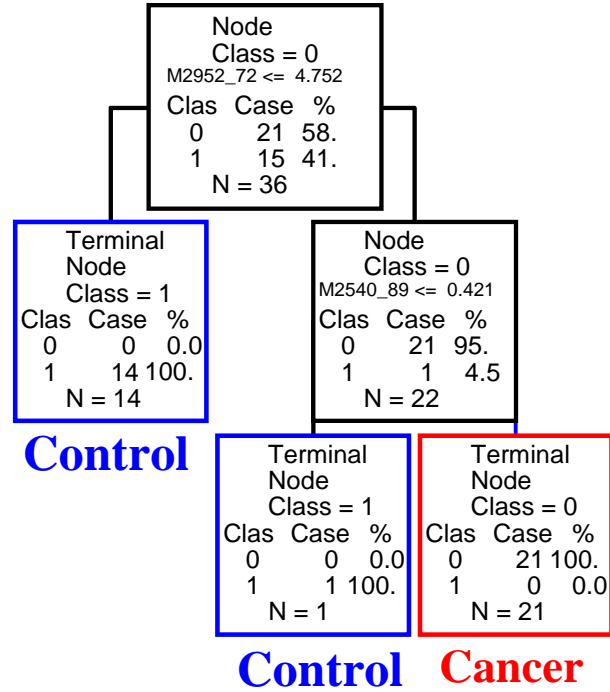 Node
Class = 0
M2952_72 <= 4.752
Clas Case %
0 21 58.
1 15 41.
N = 36
Terminal
Node
Class = 1
Clas Case %
0 0 0.0
1 14 100.
N = 14
Control
Node
Class = 0
M2540_89 <= 0.421
Clas Case %
0 21 95.
1 1 4.5
N = 22
Terminal
Node
Class = 1
Clas Case %
0 0 0.0
1 1 100.
N = 1
Control
Terminal
Node
Class = 0
Clas Case %
0 21 100.
1 0 0.0
N = 21
Cancer